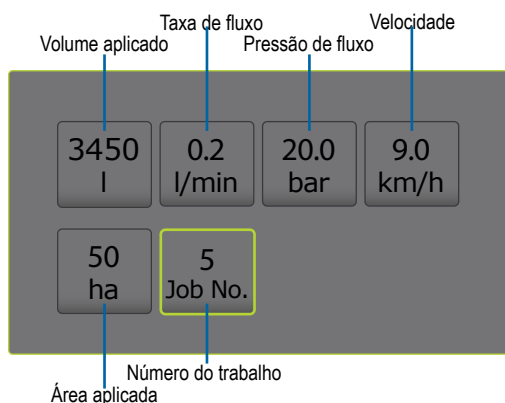 Taxa de fluxo
Velocidade
Volume aplicado
Pressão de fluxo
3450
l
0.2
l/min
20.0
bar
9.0
km/h
50
ha
5
Job No.
Número do trabalho
Área aplicada